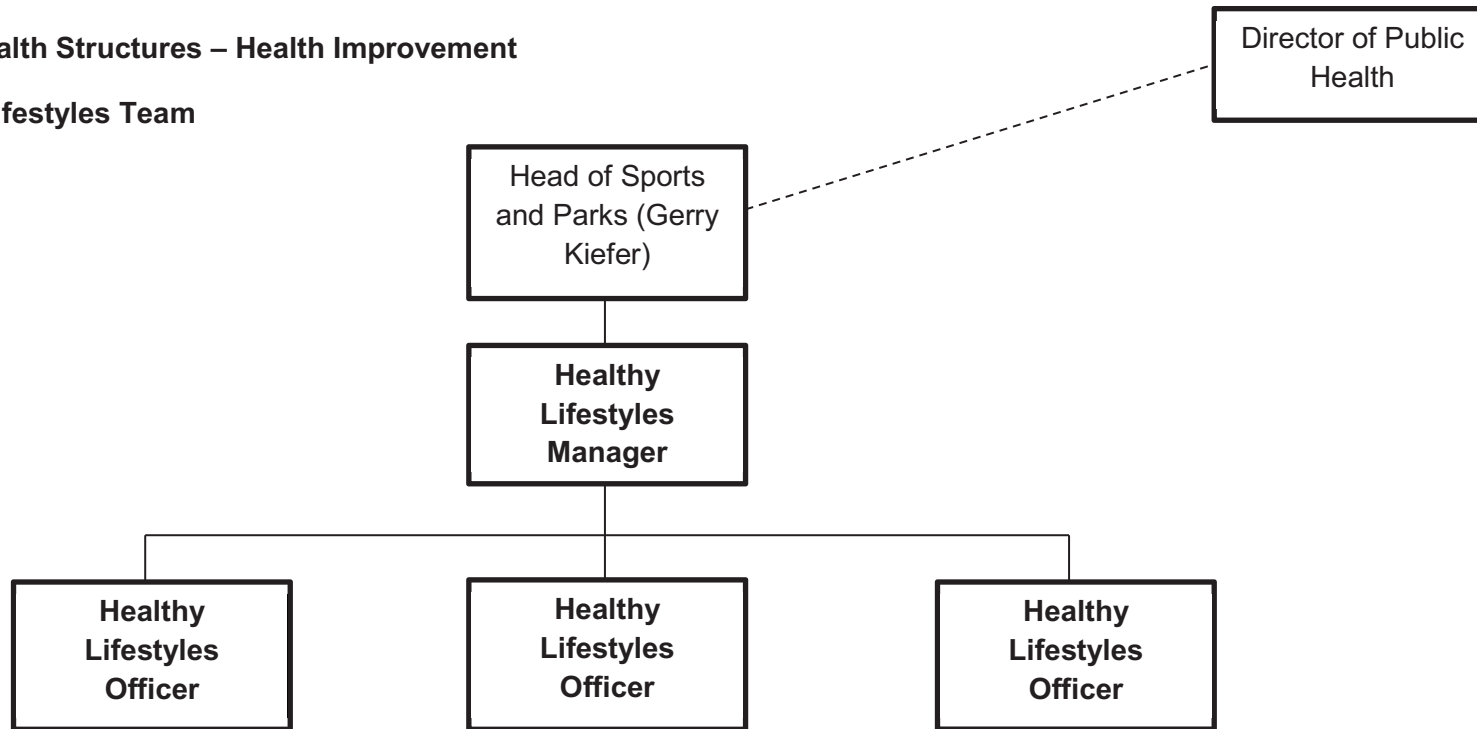 alth Structures – Health Improvement
Director of Public
Health
festyles Team
Head of Sports
and Parks (Gerry
Kiefer)
Healthy
Lifestyles
Manager
Healthy
Lifestyles
Officer
Healthy
Lifestyles
Officer
Healthy
Lifestyles
Officer